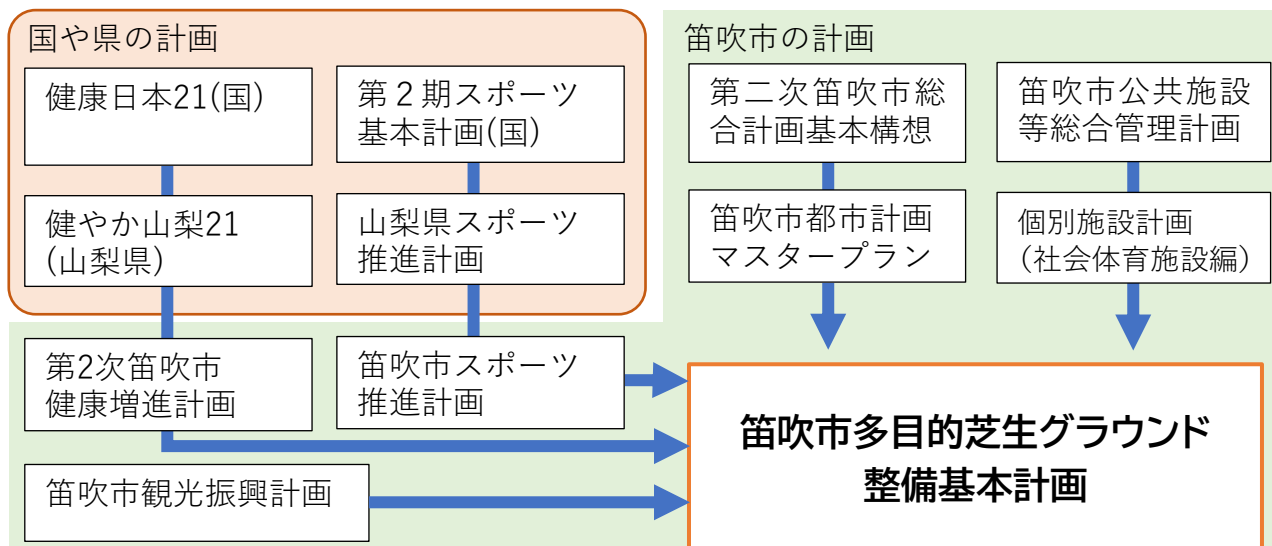 国や県の計画
健康日本21(国)
第２期スポーツ
基本計画(国)
健やか山梨21
(山梨県)
山梨県スポーツ
推進計画
笛吹市の計画
第二次笛吹市総
合計画基本構想
笛吹市公共施設
等総合管理計画
笛吹市都市計画
マスタープラン
個別施設計画
(社会体育施設編)
第2次笛吹市
健康増進計画
笛吹市スポーツ
推進計画
笛吹市観光振興計画
笛吹市多目的芝生グラウンド
整備基本計画